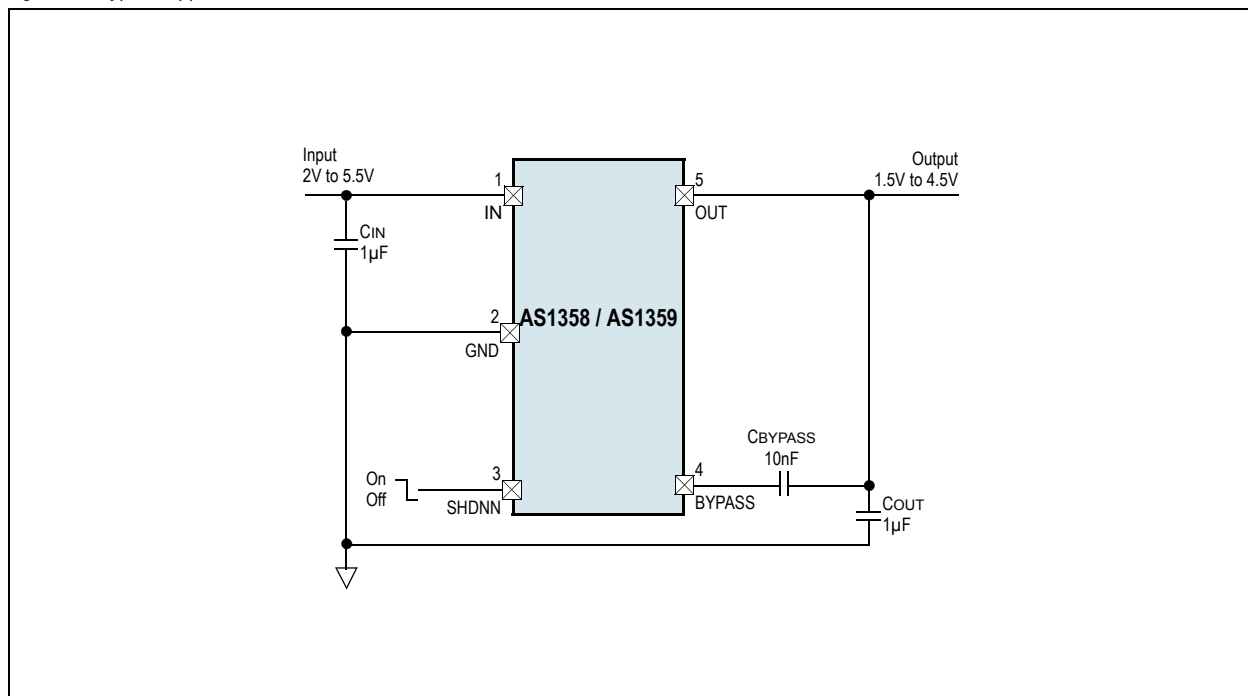 Input
2V to 5.5V
Output
1.5V to 4.5V
1
IN
5
OUT
CIN
1µF
2
GND
AS1358 / AS1359
CBYPASS
10nF
On
Off
3
SHDNN
4
BYPASS
COUT
1µF